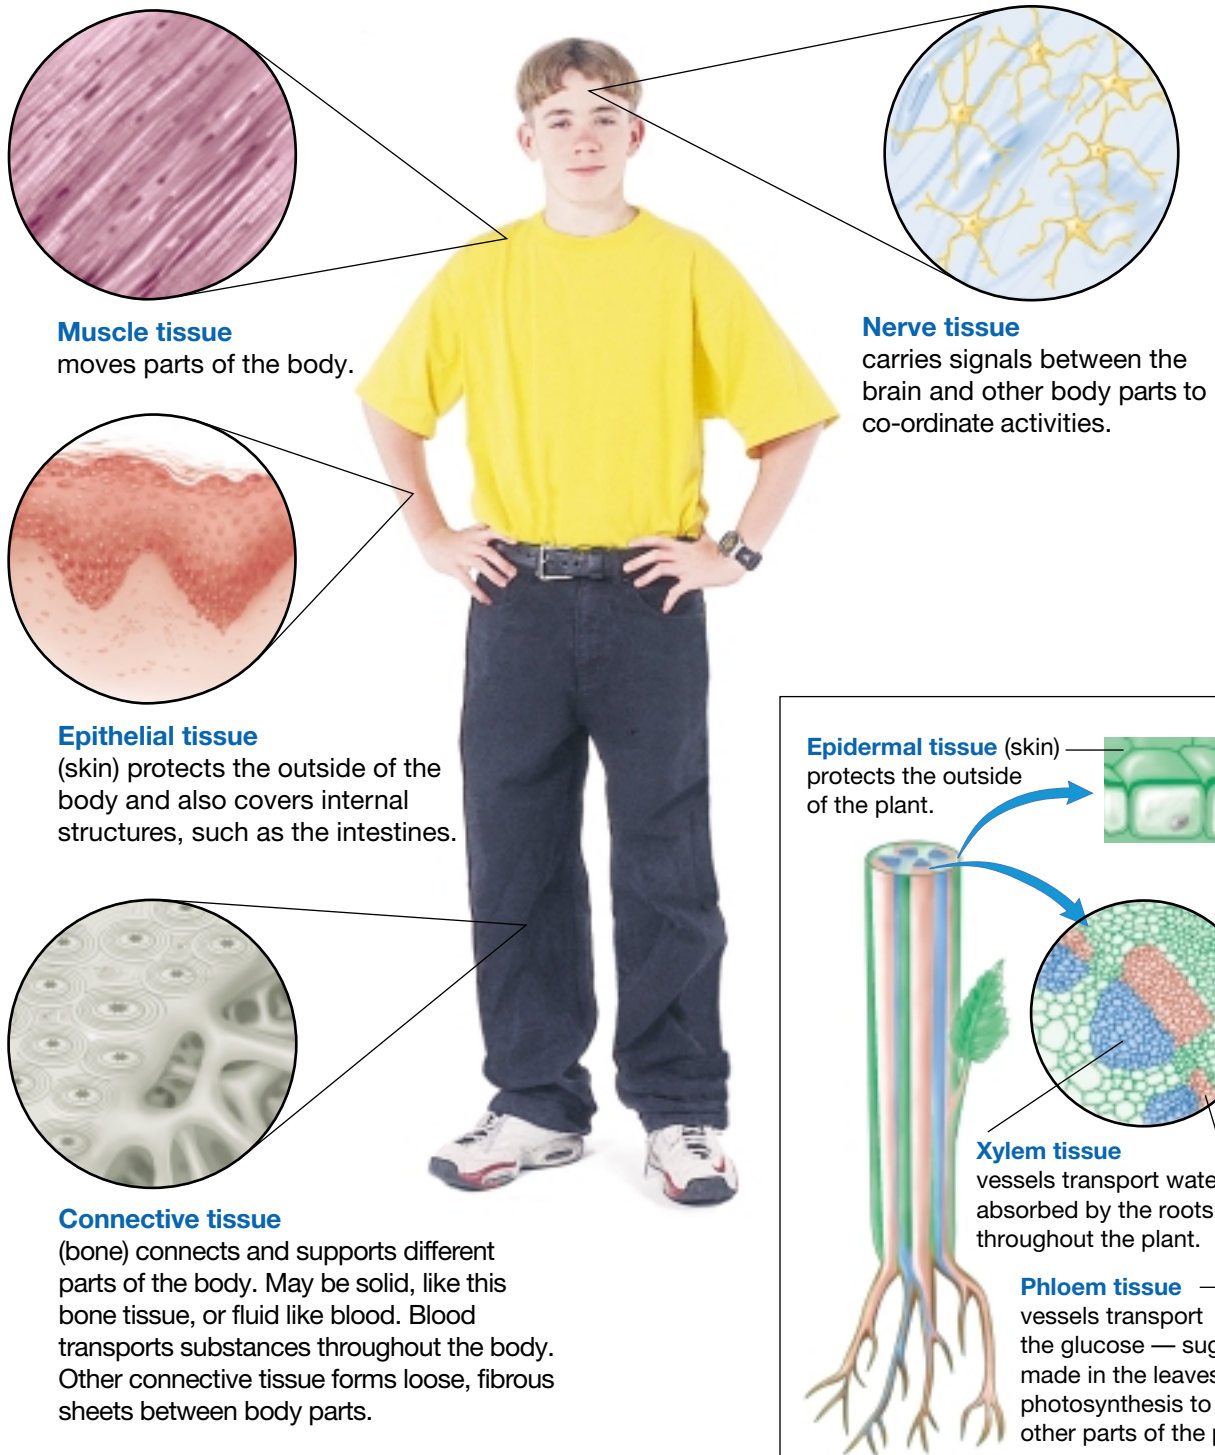 Muscle tissue
moves parts of the body.
Nerve tissue
carries signals between the
brain and other body parts to
co-ordinate activities.
Epithelial tissue
(skin) protects the outside of the
body and also covers internal
structures, such as the intestines.
Connective tissue
(bone) connects and supports different
parts of the body. May be solid, like this
bone tissue, or fluid like blood. Blood
transports substances throughout the body.
Other connective tissue forms loose, fibrous
sheets between body parts.
Epidermal tissue (skin)
protects the outside
of the plant.
Xylem tissue
vessels transport
absorbed by the roots
throughout the plant.
Phloem tissue
vessels transport
the glucose —
made in the leaves
photosynthesis to
other parts of the